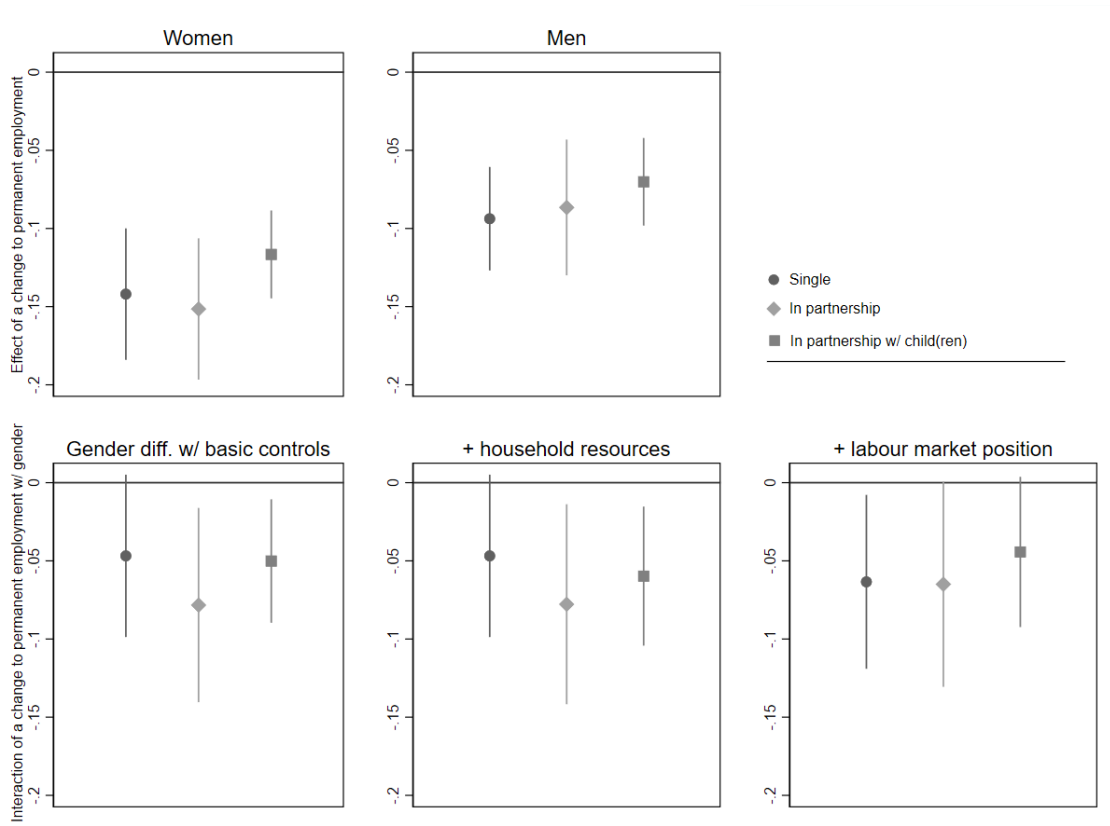 Women
Men
Effect of a change to permanent employment
0
-.05
-.1
-.15
-.2
0
-.05
-.1
-.15
-.2
Single
In partnership
In partnership w/ child(ren)
Gender diff. w/ basic controls
+ household resources
+ labour market position
Interaction of a change to permanent employment w/ gender
0
-.05
-.1
-.15
-.2
0
-.05
-.1
-.15
-.2
0
-.05
-.1
-.15
-.2